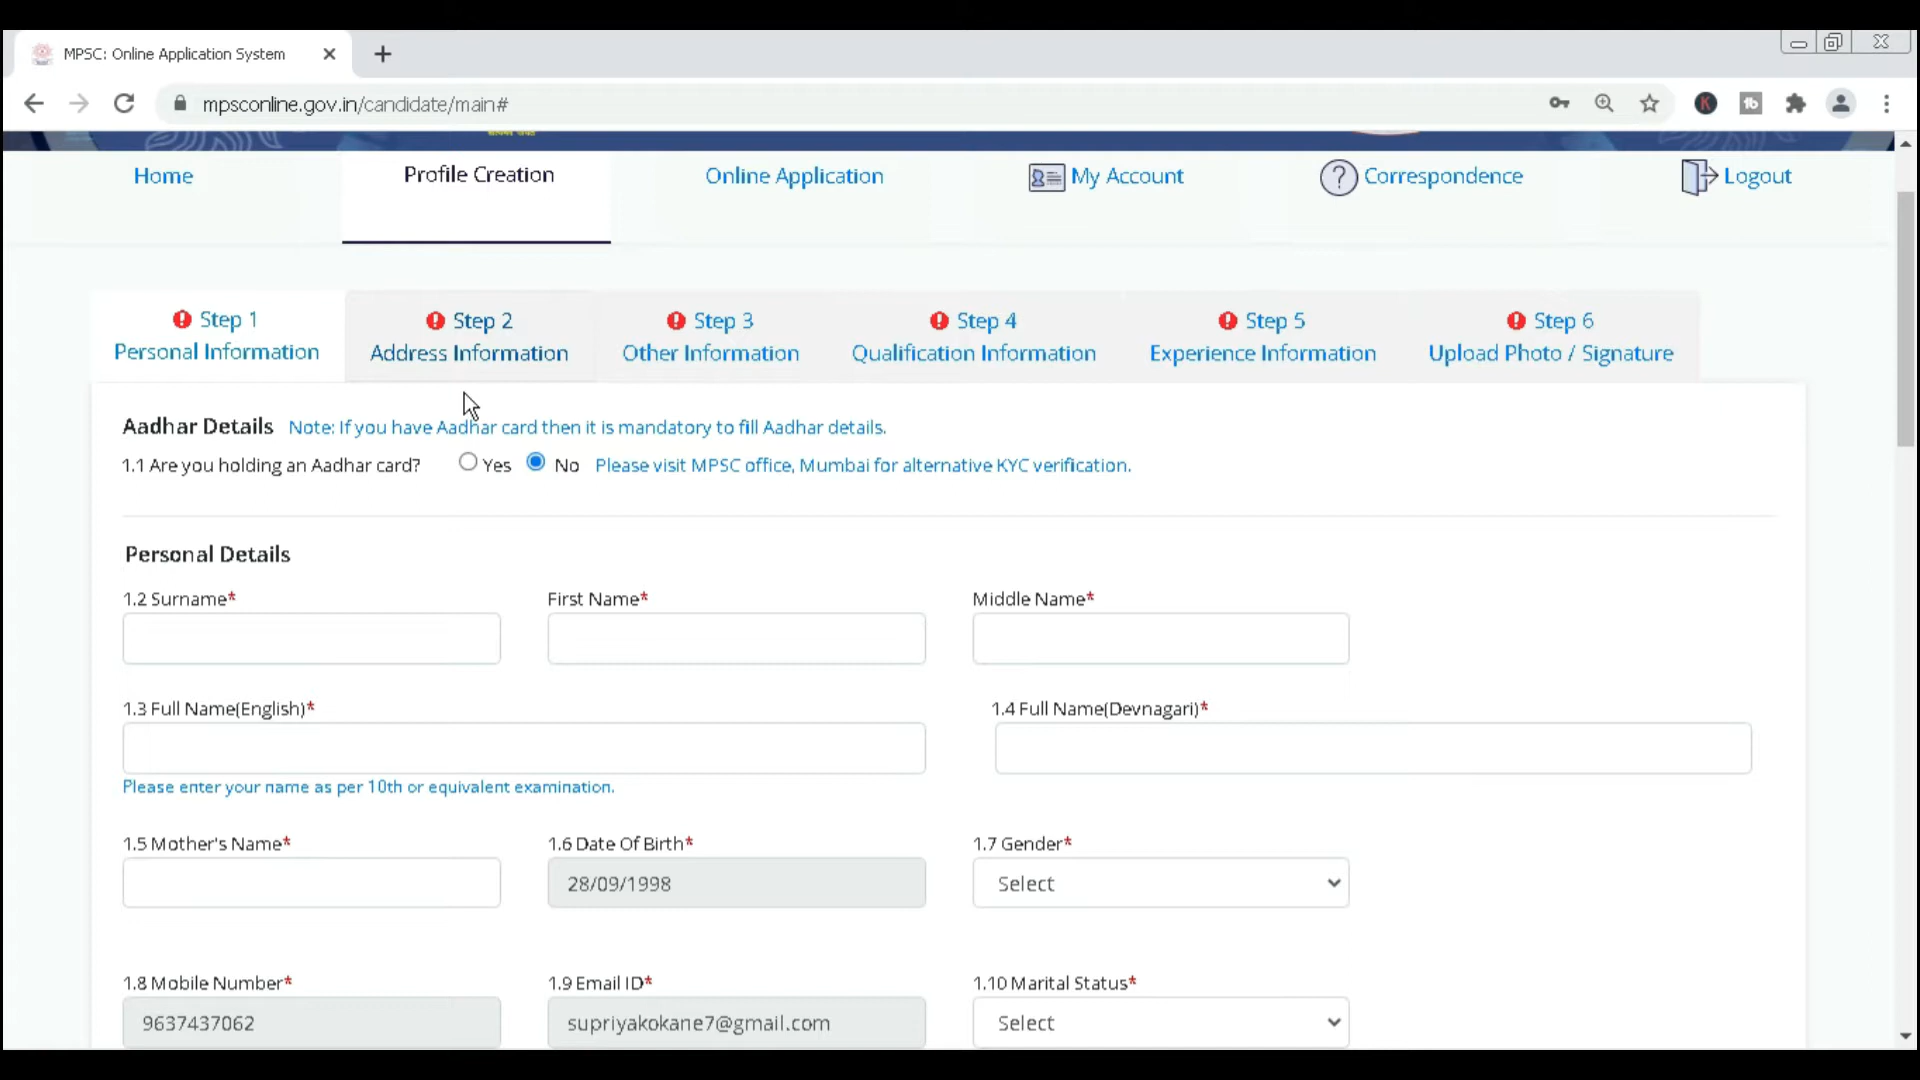 MPSC: Online Application System
mpsconline.gov.in/candidate/main#
Home
Profile Creation
Online Application
My Account
Correspondence
Logout
Step 1
Personal Information
Step 2
Address Information
Step 3
Other Information
Step 4
Qualification Information
Step 5
Experience Information
Step 6
Upload Photo / Signature
Aadhar Details Note: If you have Aadhar card then it is mandatory to fill Aadhar details.
1.1 Are you holding an Aadhar card? Yes No Please visit MPSC office, Mumbai for alternative KYC verification.
Personal Details
1.2 Surname* First Name* Middle Name*
1.3 Full Name(English)* 1.4 Full Name(Devnagari)*
Please enter your name as per 10th or equivalent examination.
1.5 Mother's Name* 1.6 Date Of Birth* 1.7 Gender*
28/09/1998 Select
1.8 Mobile Number* 1.9 Email ID* 1.10 Marital Status*
9637437062 supriyakokane7@gmail.com Select